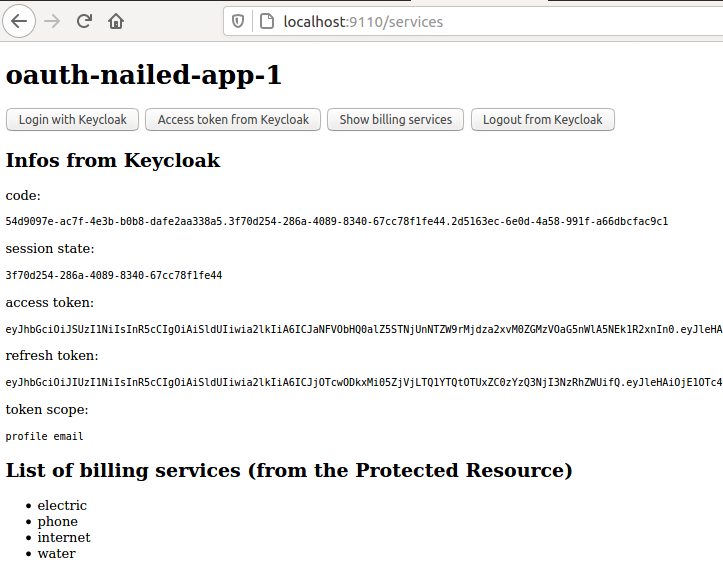 localhost:9110/services
oauth-nailed-app-1
Login with Keycloak Access token from Keycloak Show billing services Logout from Keycloak
Infos from Keycloak
code:
54d9097e-ac7f-4e3b-b0b8-dafe2aa338a5.3f70d254-286a-4089-8340-67cc78f1fe44.2d5163ec-6e0d-4a58-991f-a66dbcfac9c1
session state:
3f70d254-286a-4089-8340-67cc78f1fe44
access token:
eyJhbGciOiJSUzI1NiIsInR5cCIgOiAiSldUIiwia2lkIiA6ICJaNFVObHQ0alZ5STNjUnNTZW9rMjdza2xvM0ZGMzVOaG5nWlA5NEk1R2xnIn0.eyJleHA
refresh token:
eyJhbGciOiJIUzI1NiIsInR5cCIgOiAiSldUIiwia2lkIiA6ICJjOTcwODkxMi05ZjVjLTQ1YTQtOTUxZC0zYzQ3NjI3NzRhZWUifQ.eyJleHAiOjE1OTc4
token scope:
profile email
List of billing services (from the Protected Resource)
electric
phone
internet
water